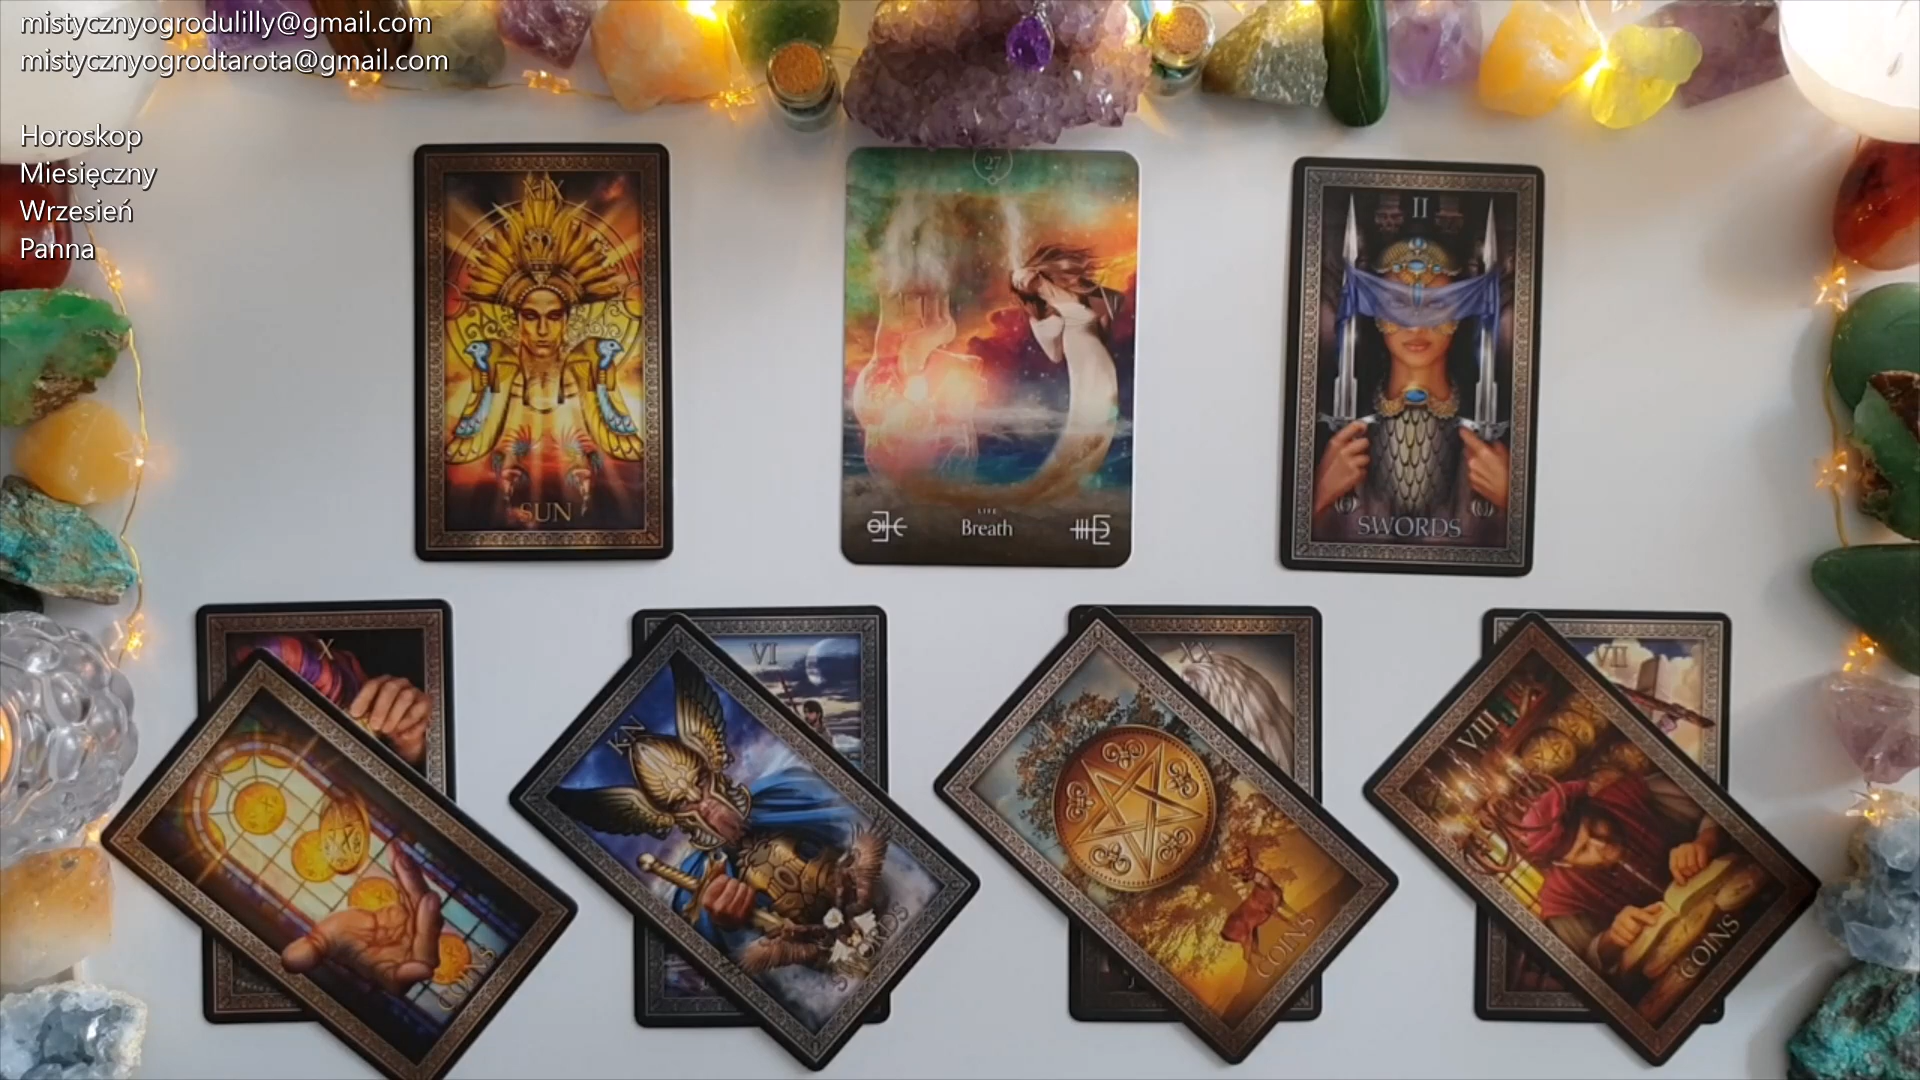 mistycznyogrodulilly@gmail.com
mistycznyogrodtarota@gmail.com
Horoskop
Miesięczny
Wrzesień
Panna
XIX
SUN
27
LIFE
Breath
II
SWORDS
X
COINS
VI
KN
SWORDS
XX
COINS
VII
VIII
COINS